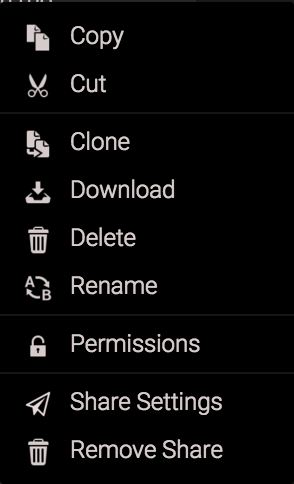 Copy
Cut
Clone
Download
Delete
Rename
Permissions
Share Settings
Remove Share